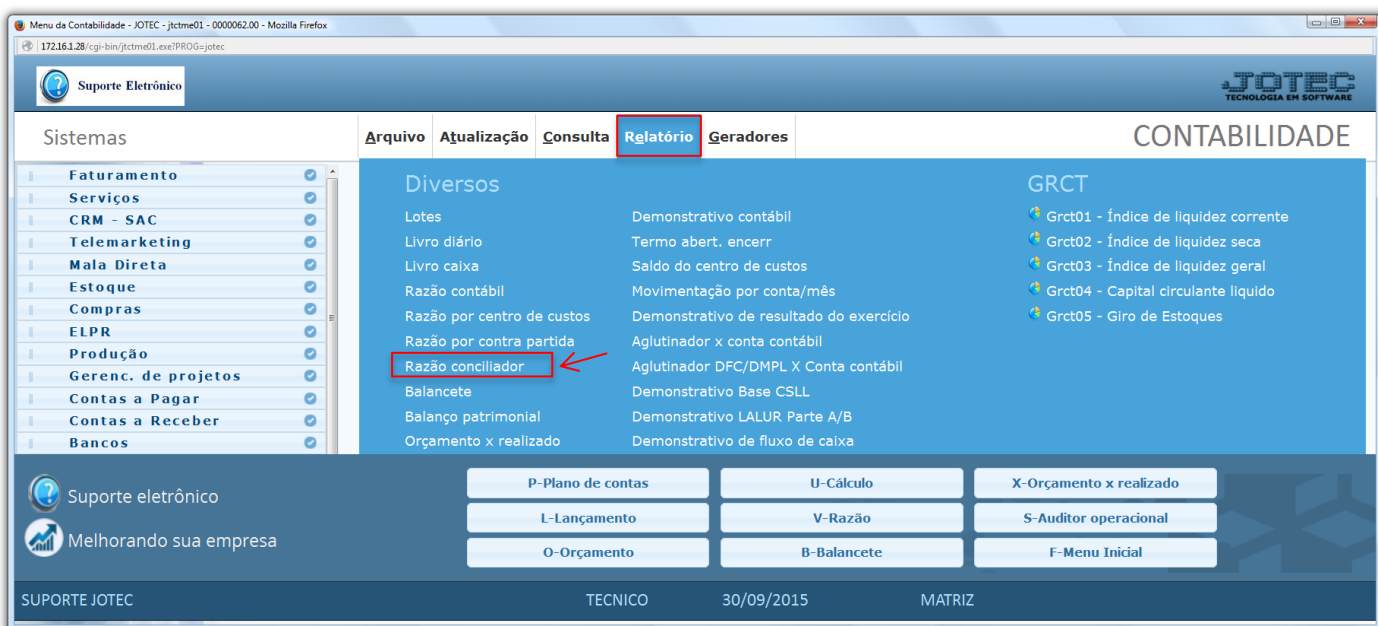 Menu da Contabilidade - JOTEC - jtctme01 - 0000062.00 - Mozilla Firefox
172.16.1.28/cgi-bin/jtctme01.exe?PROG=jotec
Suporte Eletrônico
JOTEC
TECNOLOGIA EM SOFTWARE
Sistemas
Arquivo Atualização Consulta Relatório Geradores
CONTABILIDADE
Faturamento
Serviços
CRM - SAC
Telemarketing
Mala Direta
Estoque
Compras
ELPR
Produção
Gerenc. de projetos
Contas a Pagar
Contas a Receber
Bancos
Diversos
Lotes
Livro diário
Livro caixa
Razão contábil
Razão por centro de custos
Razão por contra partida
Razão conciliador
Balancete
Balanço patrimonial
Orçamento x realizado
Demonstrativo contábil
Termo abert. encerr
Saldo do centro de custos
Movimentação por conta/mês
Demonstrativo de resultado do exercício
Aglutinador x conta contábil
Aglutinador DFC/DMPL X Conta contábil
Demonstrativo Base CSLL
Demonstrativo LALUR Parte A/B
Demonstrativo de fluxo de caixa
GRCT
Grct01 - Índice de liquidez corrente
Grct02 - Índice de liquidez seca
Grct03 - Índice de liquidez geral
Grct04 - Capital circulante liquido
Grct05 - Giro de Estoques
Suporte eletrônico
Melhorando sua empresa
P-Plano de contas
U-Cálculo
X-Orçamento x realizado
L-Lançamento
V-Razão
S-Auditor operacional
O-Orçamento
B-Balancete
F-Menu Inicial
SUPORTE JOTEC TECNICO 30/09/2015 MATRIZ